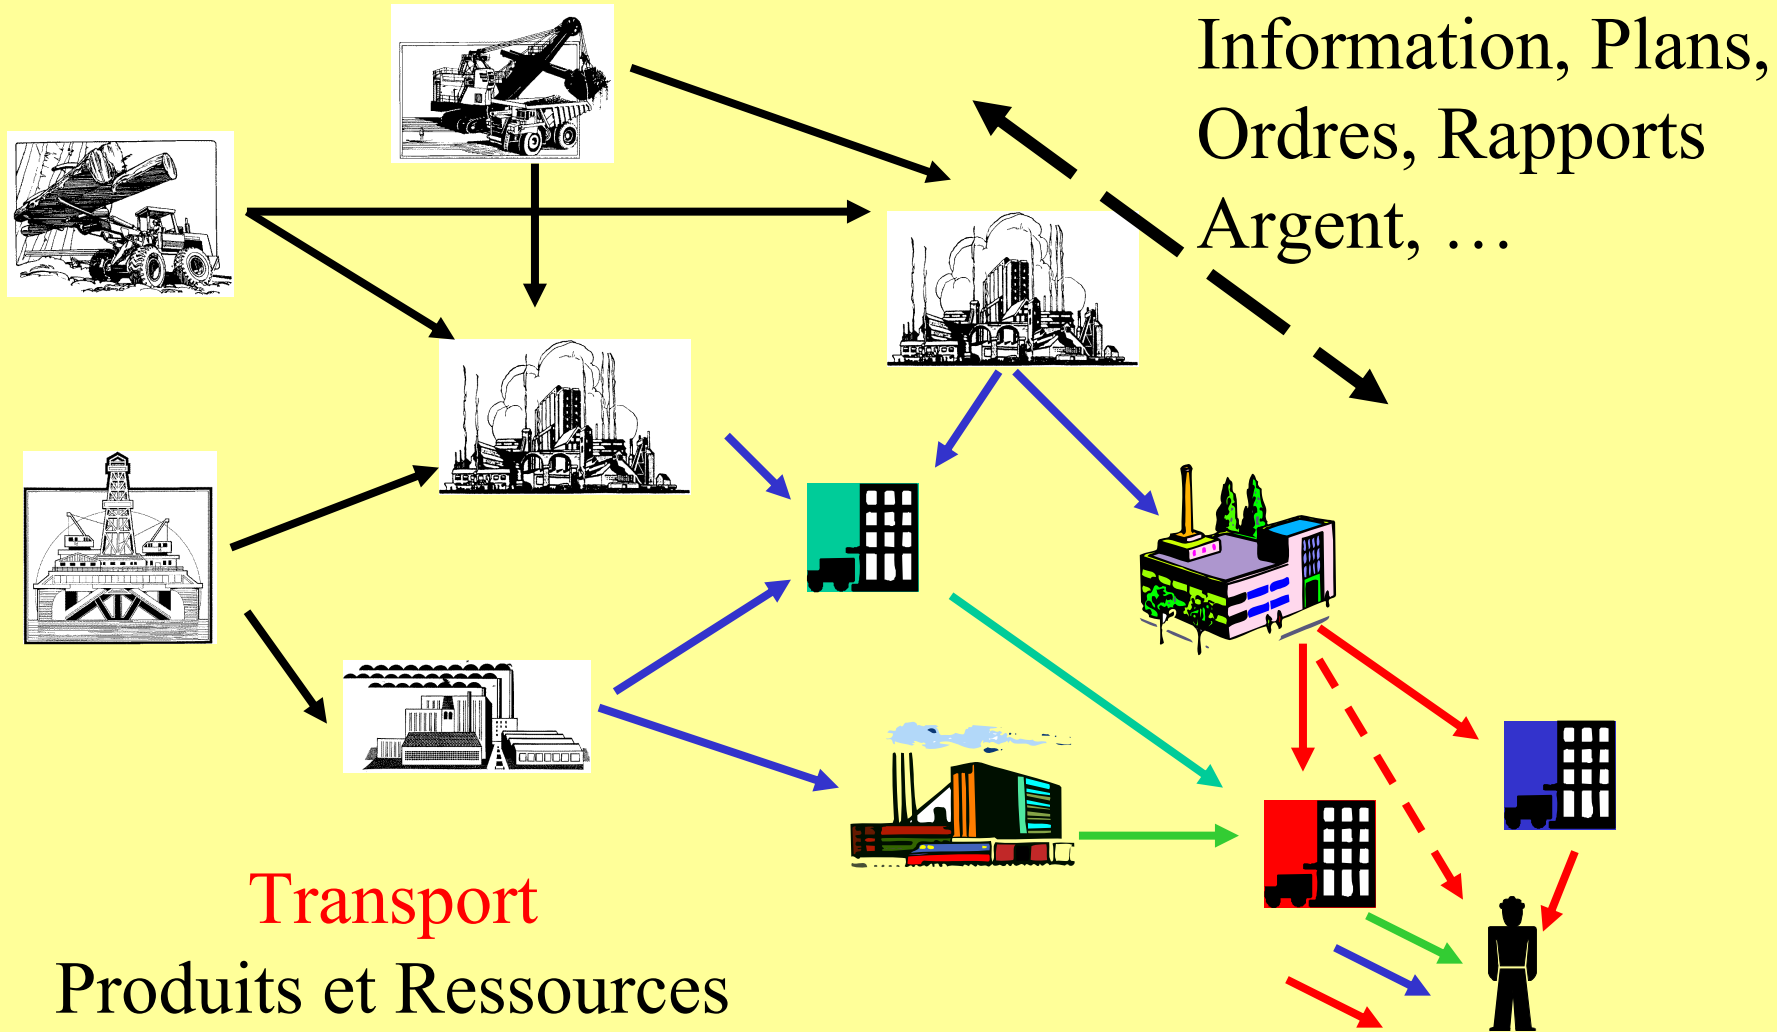 Information, Plans,
Ordres, Rapports
Argent, …
Transport
Produits et Ressources